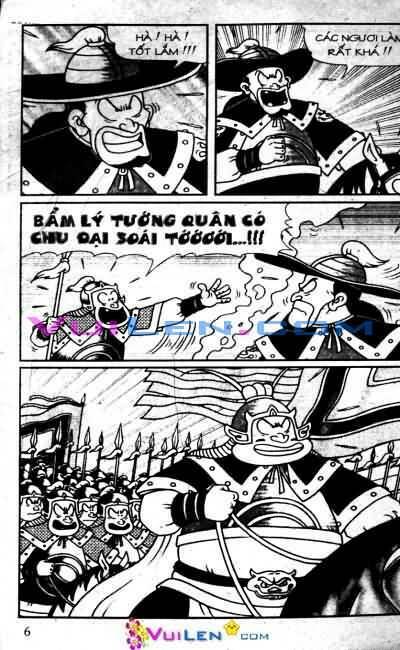 HÀ! HÀ!
TỐT LẮM!!!
CÁC NGƯƠI LÀM
RẤT KHÁ!!
BẨM LÝ TƯỚNG QUÂN CÓ
CHU ĐẠI SOÁI TỚỚỚỚI...!!!
VUILEN.COM
6
VUILEN.COM